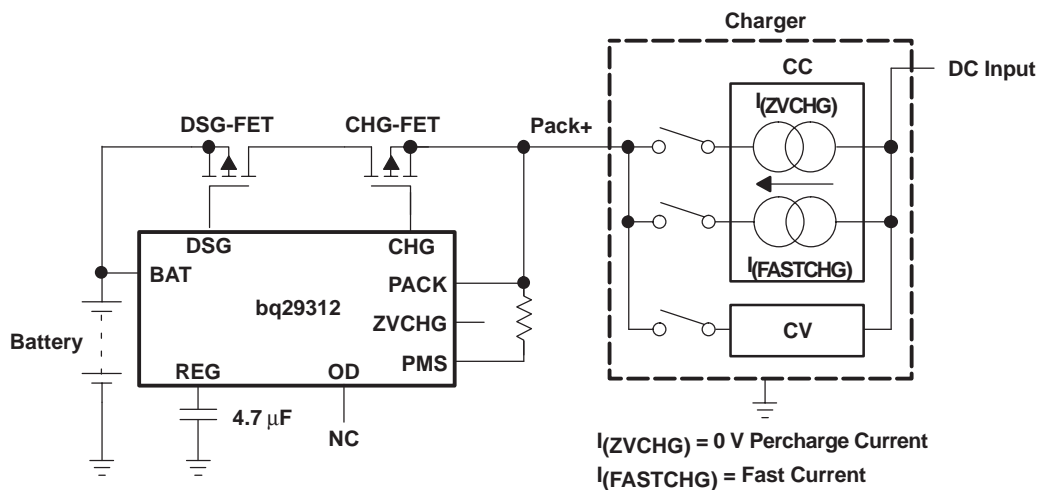 Charger
CC
DC Input
I(ZVCHG)
DSG-FET
CHG-FET
Pack+
DSG
CHG
I(FASTCHG)
BAT
PACK
bq29312
ZVCHG
CV
Battery
PMS
REG
OD
4.7 μF
NC
I(ZVCHG) = 0 V Percharge Current
I(FASTCHG) = Fast Current